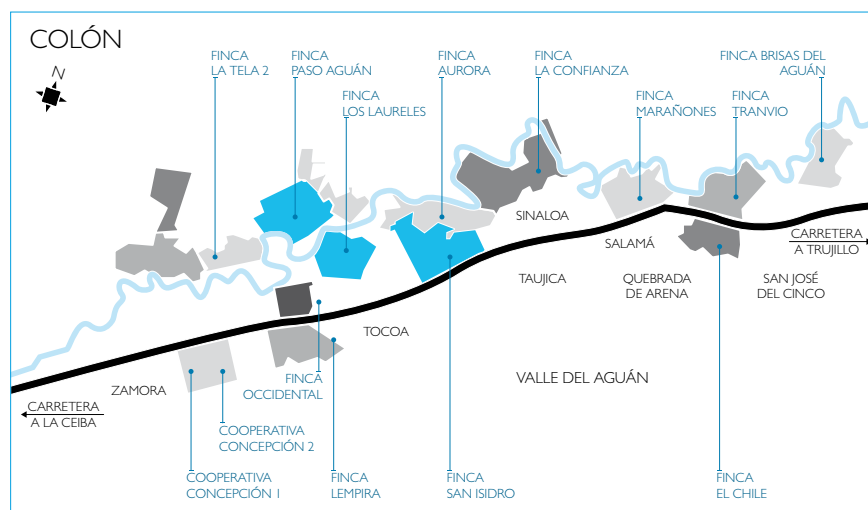 COLÓN
N
FINCA
LA TELA 2
FINCA
PASO AGUÁN
FINCA
LOS LAURELES
FINCA
AURORA
FINCA
LA CONFIANZA
FINCA
MARAÑONES
FINCA
TRANVIO
FINCA BRISAS DEL
AGUÁN
SINALOA
SALAMÁ
CARRETERA
A TRUJILLO
TAUJICA
QUEBRADA
DE ARENA
SAN JOSÉ
DEL CINCO
TOCOA
VALLE DEL AGUÁN
ZAMORA
FINCA
OCCIDENTAL
CARRETERA
A LA CEIBA
COOPERATIVA
CONCEPCIÓN 2
COOPERATIVA
CONCEPCIÓN 1
FINCA
LEMPIRA
FINCA
SAN ISIDRO
FINCA
EL CHILE